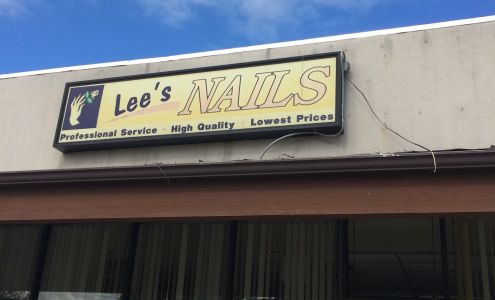 Lee's NAILS
Professional Service · High Quality · Lowest Prices